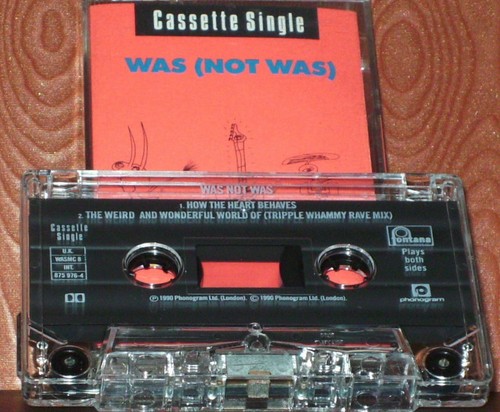 Cassette Single
WAS (NOT WAS)
WAS NOT WAS
1. HOW THE HEART BEHAVES
2. THE WEIRD AND WONDERFUL WORLD OF (TRIPPLE WHAMMY RAVE MIX)
Cassette
Single
U.K.
WASMC 8
INT.
875 976-4
fontana
Plays
both
sides
phonogram
℗ 1990 Phonogram Ltd. (London). © 1990 Phonogram Ltd. (London).